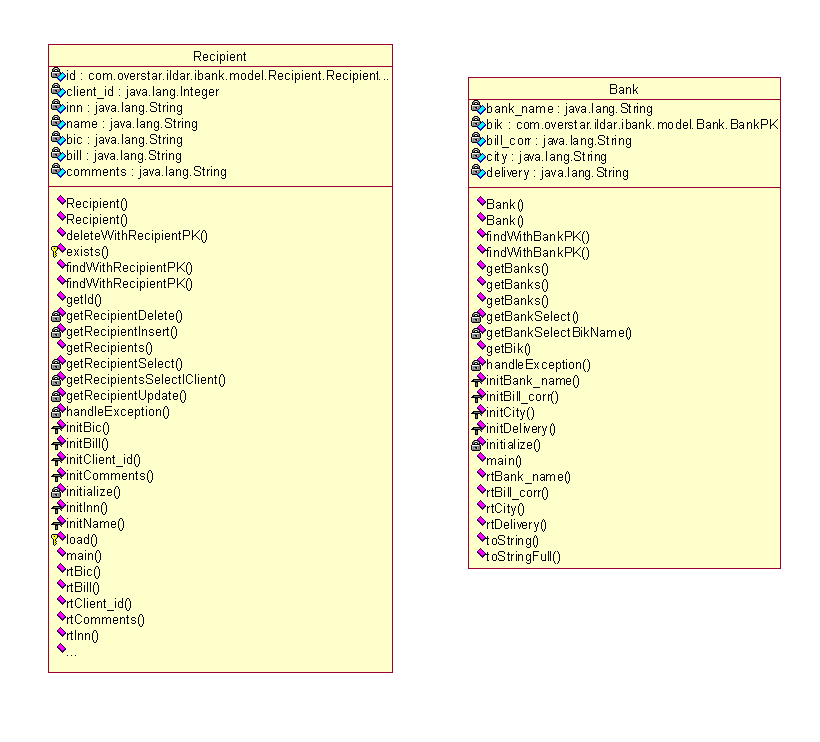 Recipient
id : com.overstar.ildar.ibank.model.Recipient.Recipient...
client_id : java.lang.Integer
inn : java.lang.String
name : java.lang.String
bic : java.lang.String
bill : java.lang.String
comments : java.lang.String
Recipient()
Recipient()
deleteWithRecipientPK()
exists()
findWithRecipientPK()
findWithRecipientPK()
getId()
getRecipientDelete()
getRecipientInsert()
getRecipients()
getRecipientSelect()
getRecipientsSelectIClient()
getRecipientUpdate()
handleException()
initBic()
initBill()
initClient_id()
initComments()
initialize()
initInn()
initName()
load()
main()
rtBic()
rtBill()
rtClient_id()
rtComments()
rtInn()
...
Bank
bank_name : java.lang.String
bik : com.overstar.ildar.ibank.model.Bank.BankPK
bill_corr : java.lang.String
city : java.lang.String
delivery : java.lang.String
Bank()
Bank()
findWithBankPK()
findWithBankPK()
getBanks()
getBanks()
getBanks()
getBankSelect()
getBankSelectBikName()
getBik()
handleException()
initBank_name()
initBill_corr()
initCity()
initDelivery()
initialize()
main()
rtBank_name()
rtBill_corr()
rtCity()
rtDelivery()
toString()
toStringFull()